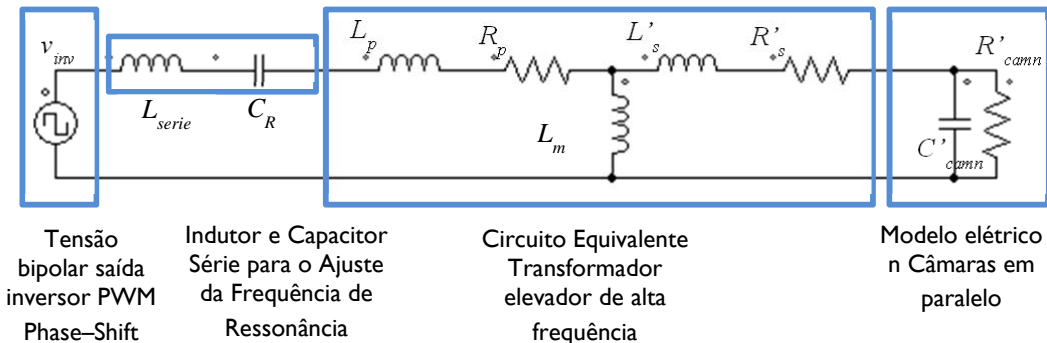 v_inv
L_serie
C_R
L_p
R_p
L'_s
R'_s
L_m
R'_camn
C'_camn
Tensão
bipolar saída
inversor PWM
Phase–Shift
Indutor e Capacitor
Série para o Ajuste
da Frequência de
Ressonância
Circuito Equivalente
Transformador
elevador de alta
frequência
Modelo elétrico
n Câmaras em
paralelo